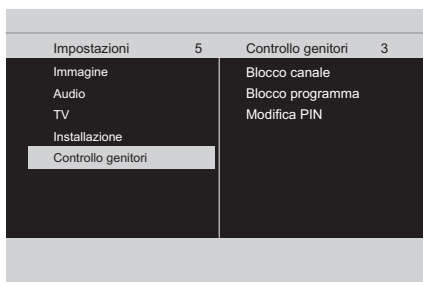 Impostazioni 5
Immagine
Audio
TV
Installazione
Controllo genitori
Controllo genitori 3
Blocco canale
Blocco programma
Modifica PIN